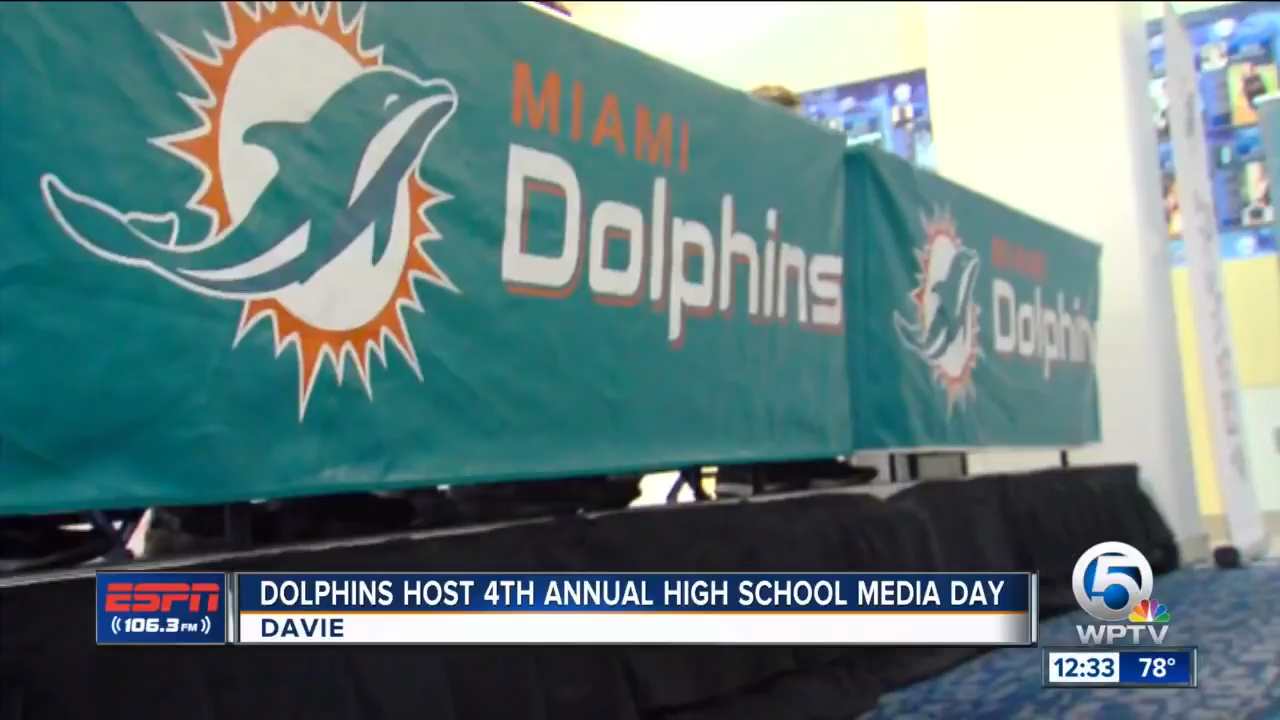 MIAMI
Dolphins
MIAMI
Dolphins
ESPN
106.3 FM
DOLPHINS HOST 4TH ANNUAL HIGH SCHOOL MEDIA DAY
DAVIE
5
WPTV
12:33 78°